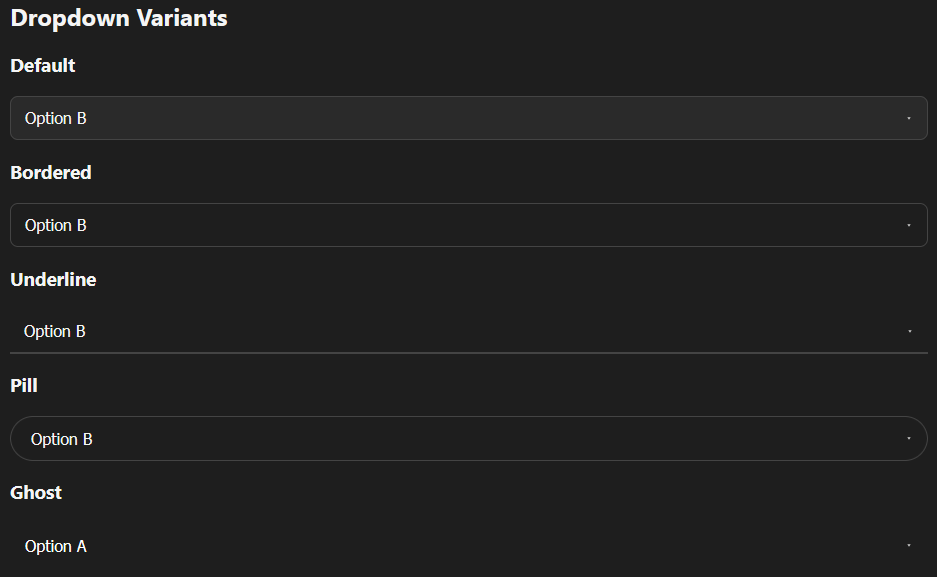 Dropdown Variants
Default
Option B
Bordered
Option B
Underline
Option B
Pill
Option B
Ghost
Option A